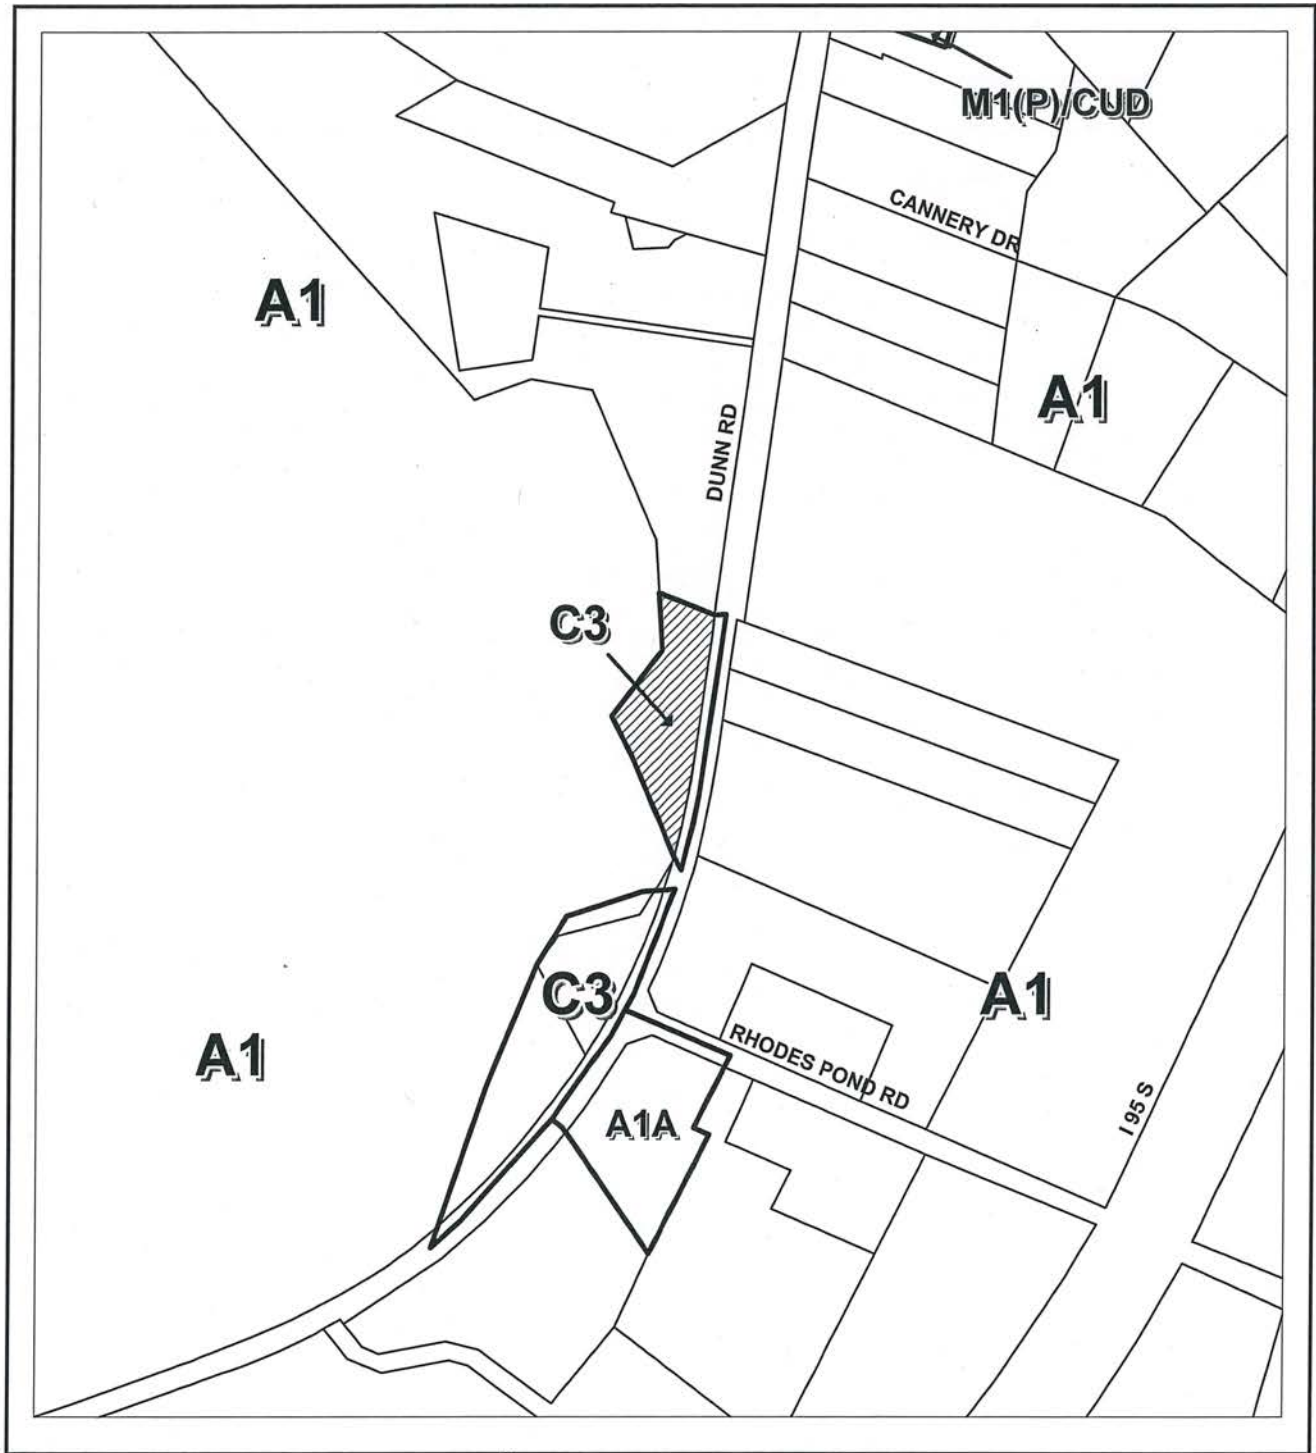 M1(P)/CUD
CANNERY DR
A1
A1
DUNN RD
C3
C3
A1
RHODES POND RD
A1
A1A
I 95 S